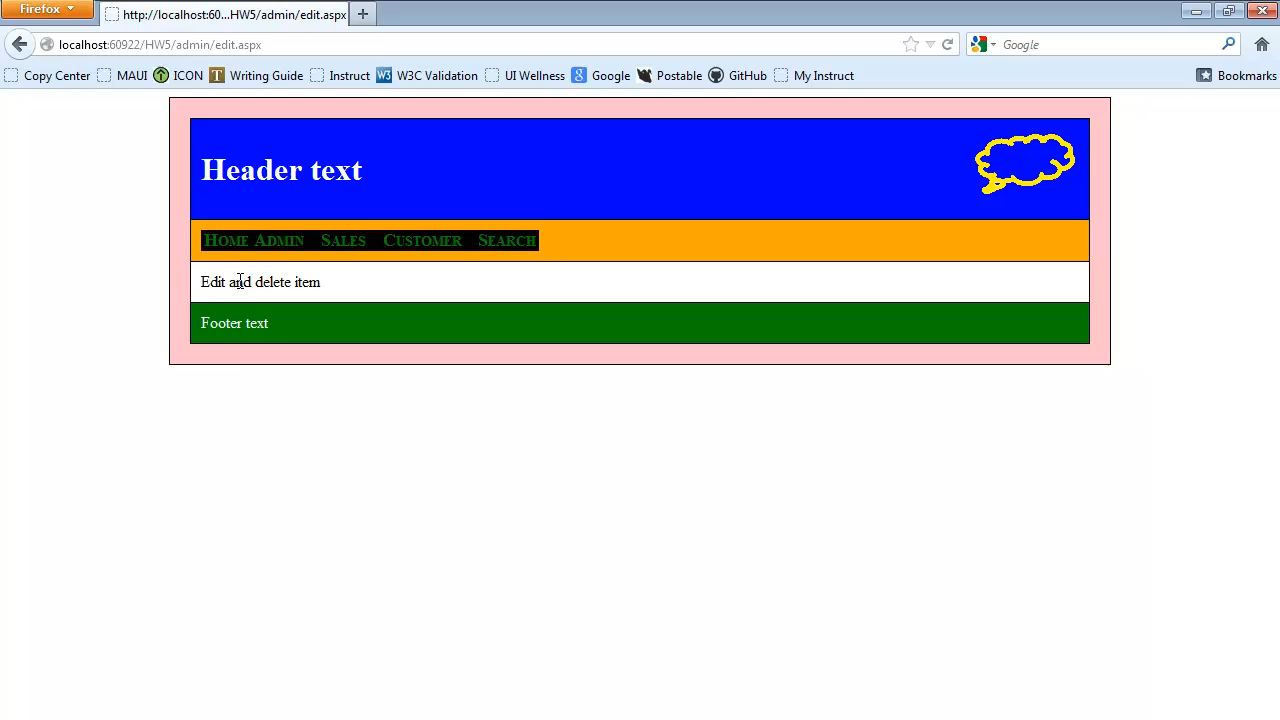 Firefox
http://localhost:60...HW5/admin/edit.aspx
localhost:60922/HW5/admin/edit.aspx
Google
Copy Center MAUI ICON Writing Guide Instruct W3C Validation UI Wellness Google Postable GitHub My Instruct Bookmarks
Header text
Home Admin Sales Customer Search
Edit and delete item
Footer text